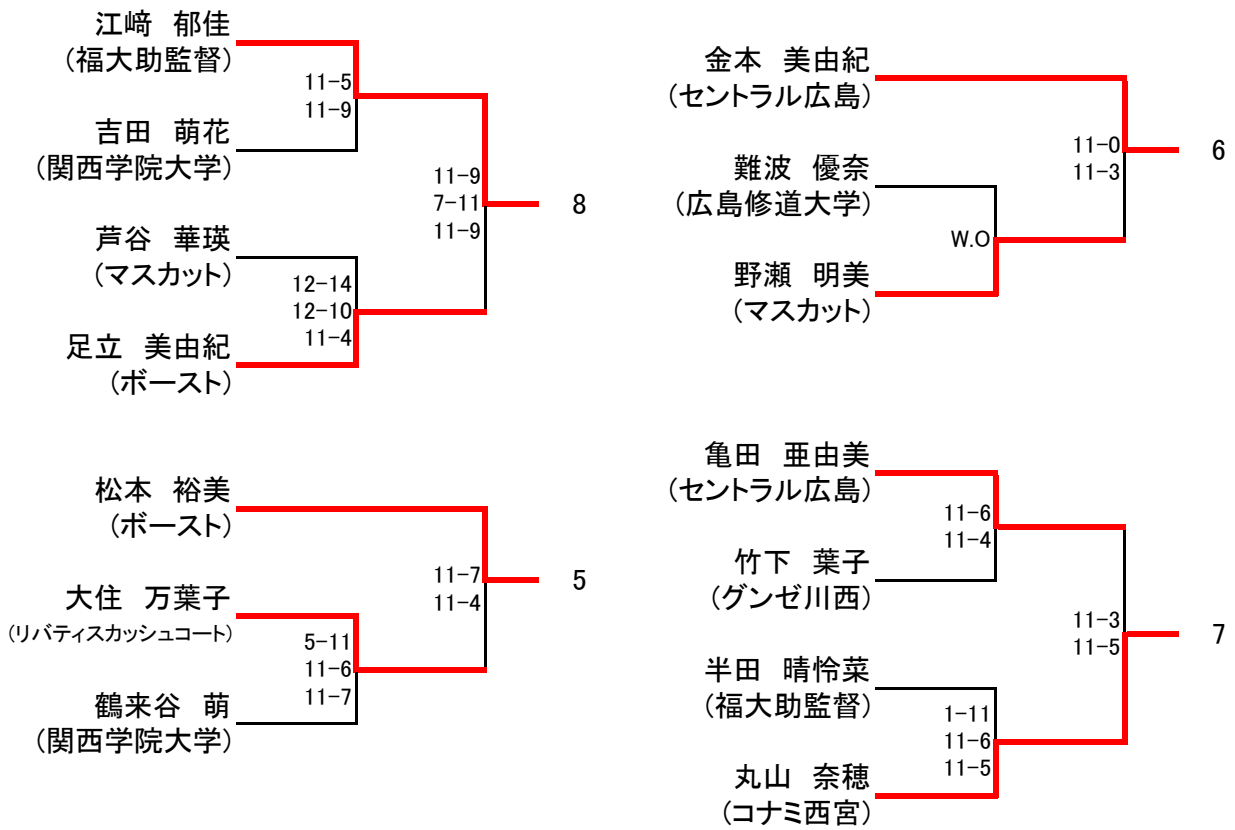 江﨑 郁佳
(福大助監督)
11-5
11-9
吉田 萌花
(関西学院大学)
11-9
7-11
11-9
8
芦谷 華瑛
(マスカット)
12-14
12-10
11-4
足立 美由紀
(ボースト)
金本 美由紀
(セントラル広島)
11-0
11-3
6
難波 優奈
(広島修道大学)
W.O
野瀬 明美
(マスカット)
松本 裕美
(ボースト)
11-7
11-4
5
大住 万葉子
(リバティスカッシュコート)
5-11
11-6
11-7
鶴来谷 萌
(関西学院大学)
亀田 亜由美
(セントラル広島)
11-6
11-4
竹下 葉子
(グンゼ川西)
11-3
11-5
7
半田 晴怜菜
(福大助監督)
1-11
11-6
11-5
丸山 奈穂
(コナミ西宮)